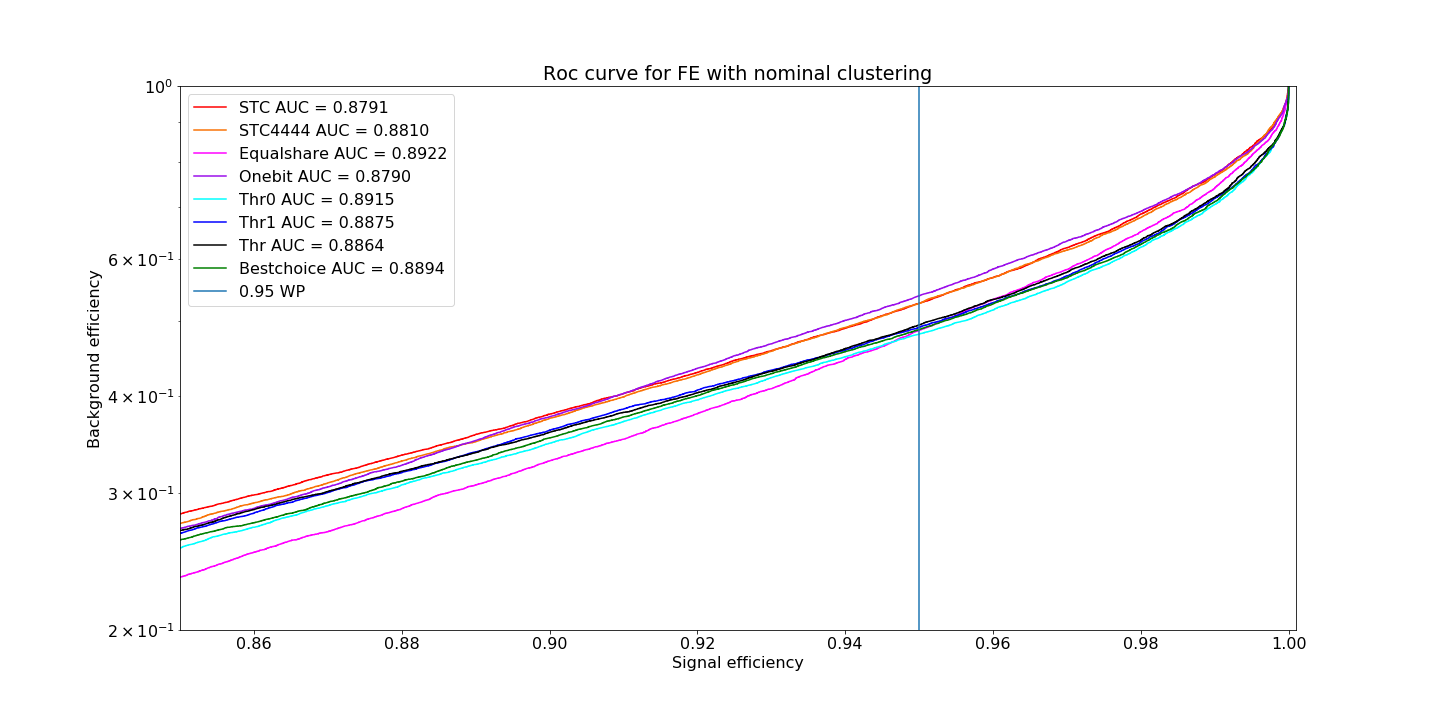 Roc curve for FE with nominal clustering
10⁰
6 × 10⁻¹
4 × 10⁻¹
3 × 10⁻¹
2 × 10⁻¹
Background efficiency
STC AUC = 0.8791
STC4444 AUC = 0.8810
Equalshare AUC = 0.8922
Onebit AUC = 0.8790
Thr0 AUC = 0.8915
Thr1 AUC = 0.8875
Thr AUC = 0.8864
Bestchoice AUC = 0.8894
0.95 WP
0.86 0.88 0.90 0.92 0.94 0.96 0.98 1.00
Signal efficiency